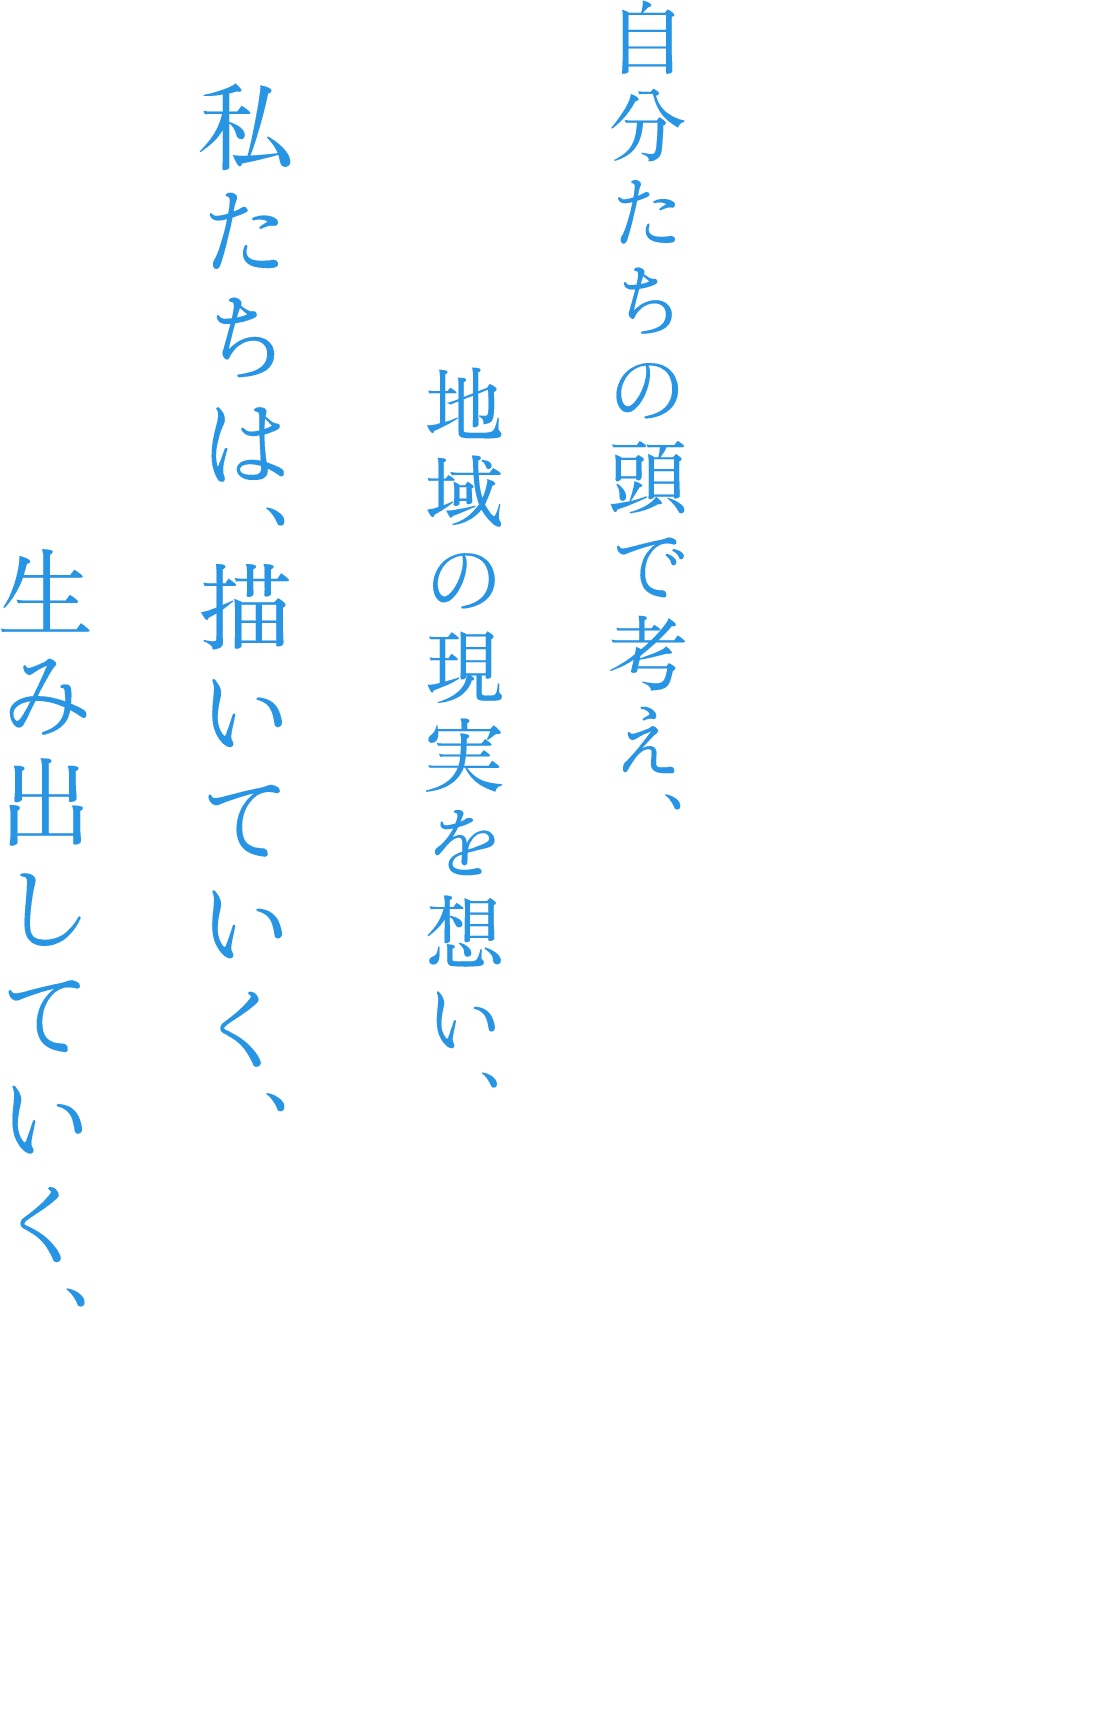 自分たちの頭で考え、
地域の現実を想い、
私たちは、描いていく、
生み出していく、